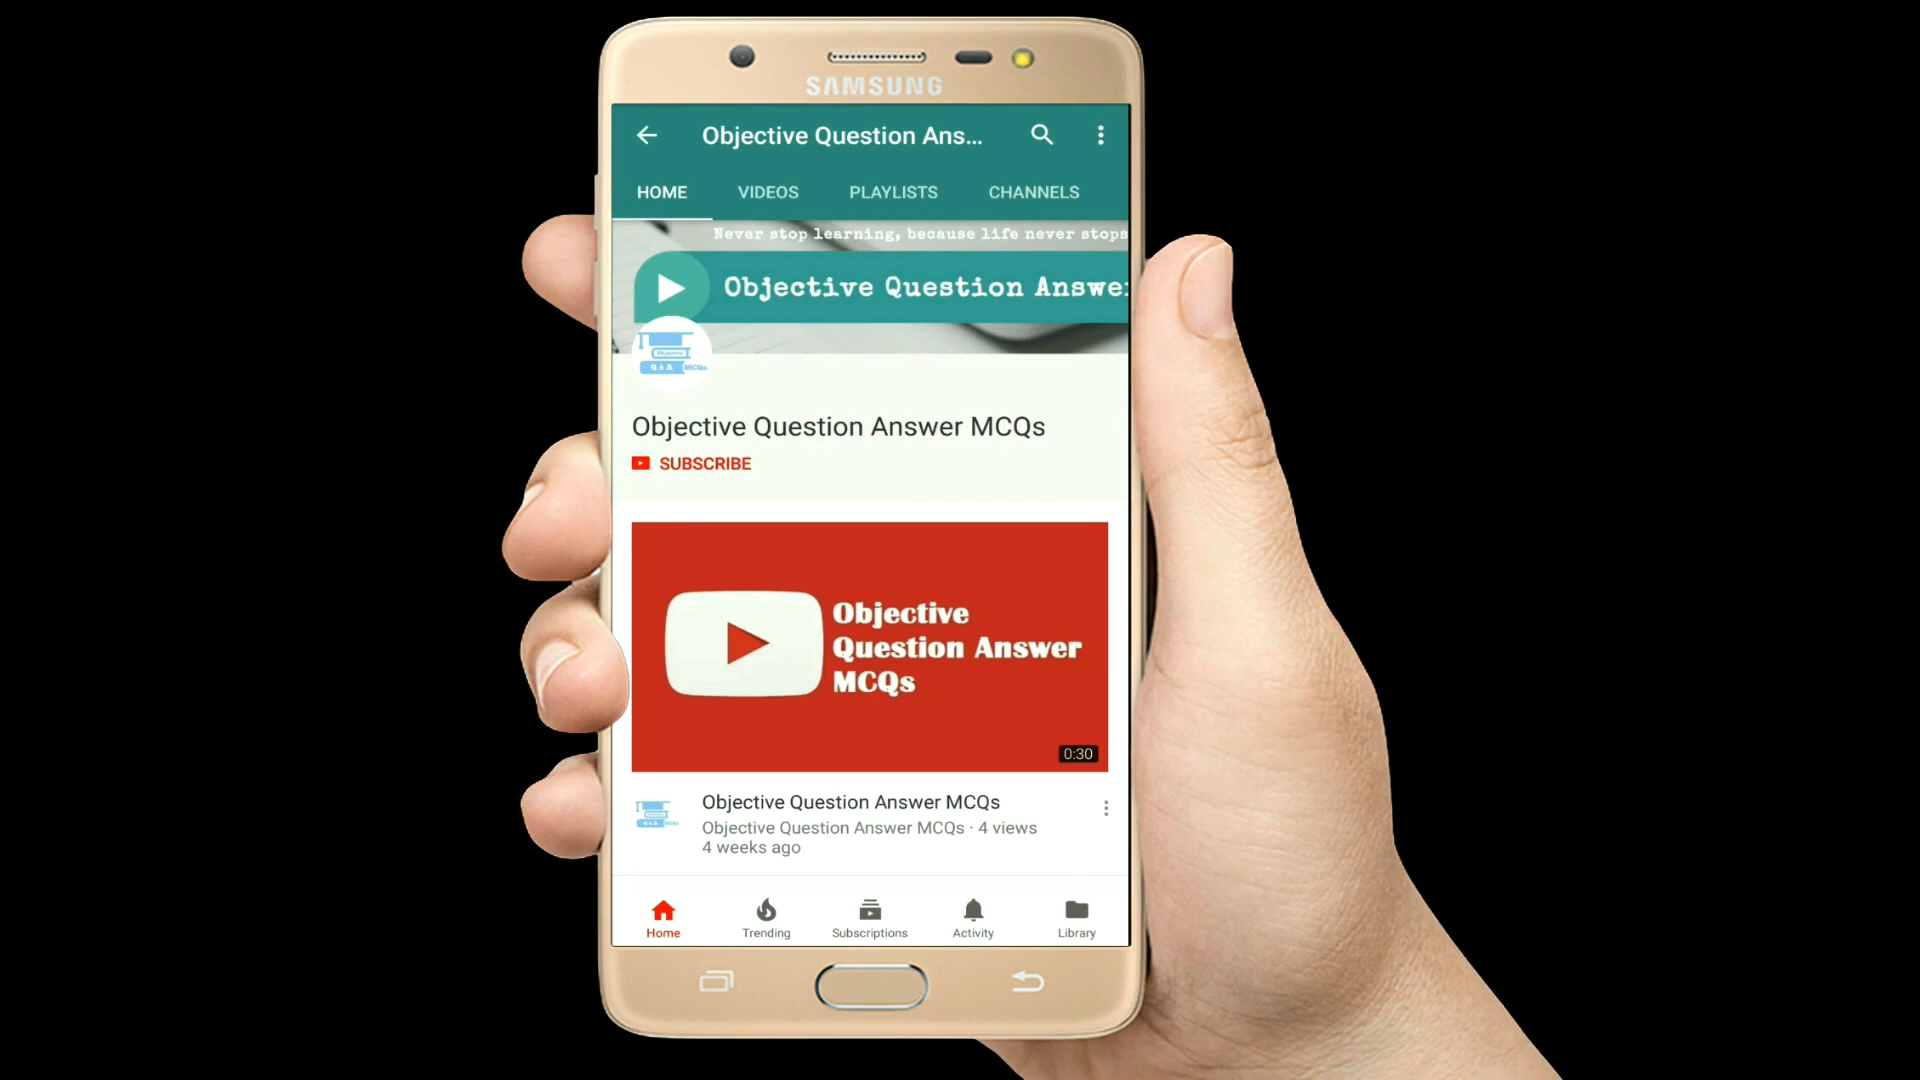 SAMSUNG
Objective Question Ans...
HOME VIDEOS PLAYLISTS CHANNELS
Never stop learning, because life never stops
Objective Question Answe
Objective
Q & A MCQs
Objective Question Answer MCQs
SUBSCRIBE
Objective
Question Answer
MCQs
0:30
Objective Question Answer MCQs
Objective Question Answer MCQs · 4 views
4 weeks ago
Home Trending Subscriptions Activity Library